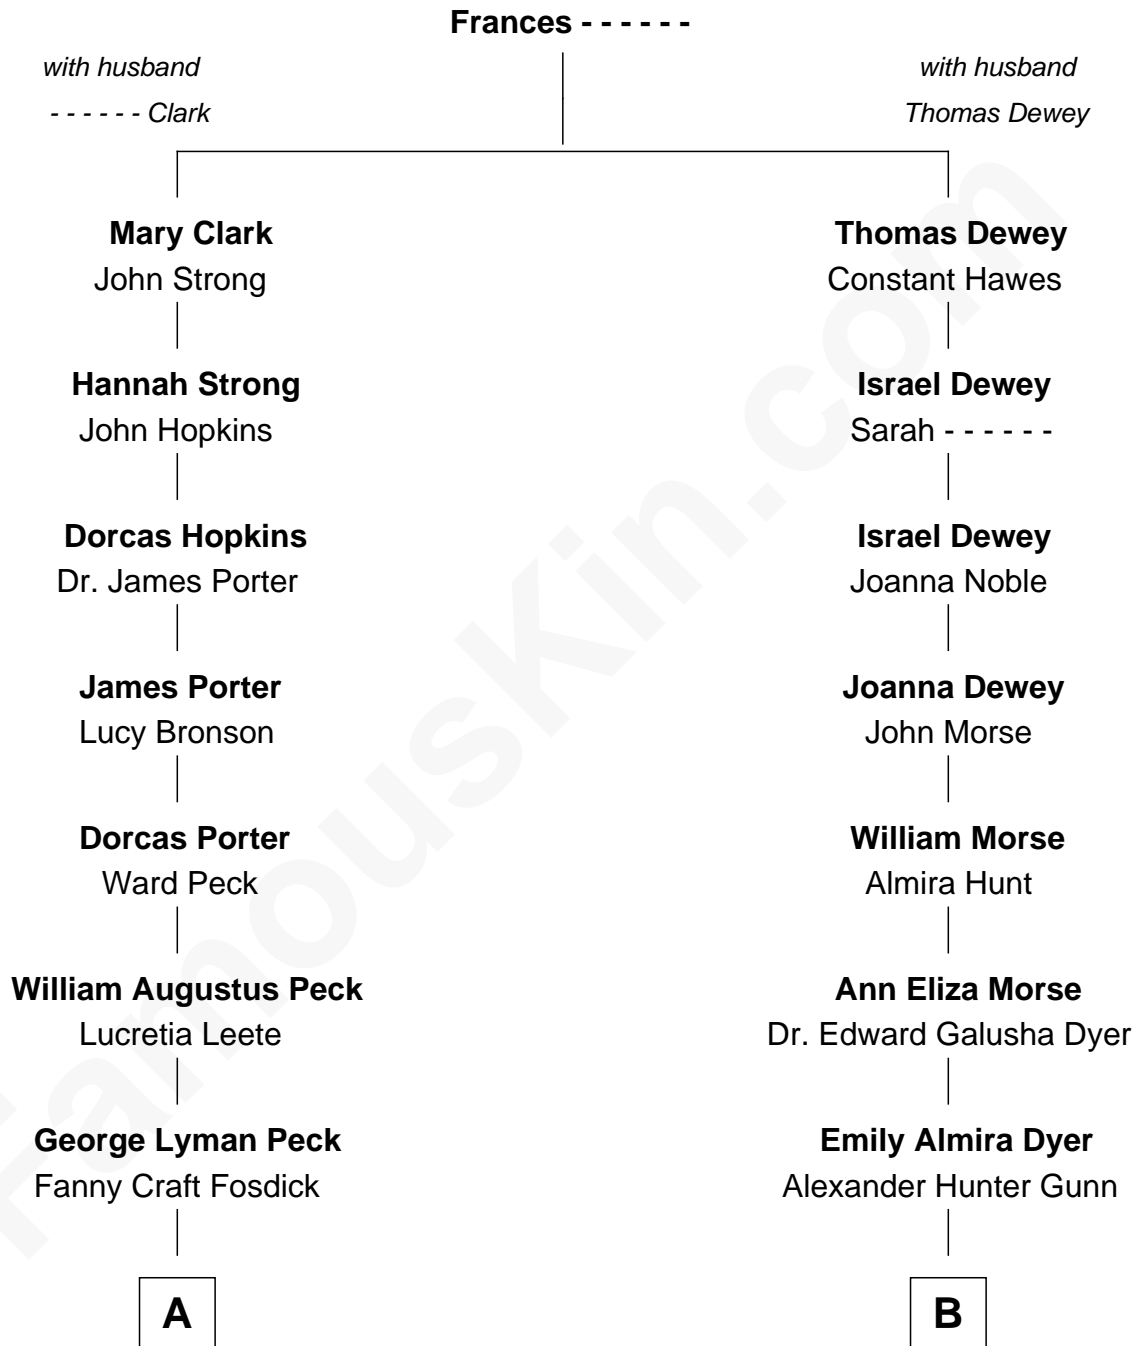 Frances - - - - - -
with husband
- - - - - - Clark
with husband
Thomas Dewey
Mary Clark
John Strong
Thomas Dewey
Constant Hawes
Hannah Strong
John Hopkins
Israel Dewey
Sarah - - - - - -
Dorcas Hopkins
Dr. James Porter
Israel Dewey
Joanna Noble
James Porter
Lucy Bronson
Joanna Dewey
John Morse
Dorcas Porter
Ward Peck
William Morse
Almira Hunt
William Augustus Peck
Lucretia Leete
Ann Eliza Morse
Dr. Edward Galusha Dyer
George Lyman Peck
Fanny Craft Fosdick
Emily Almira Dyer
Alexander Hunter Gunn
A
B
FamousKin.com